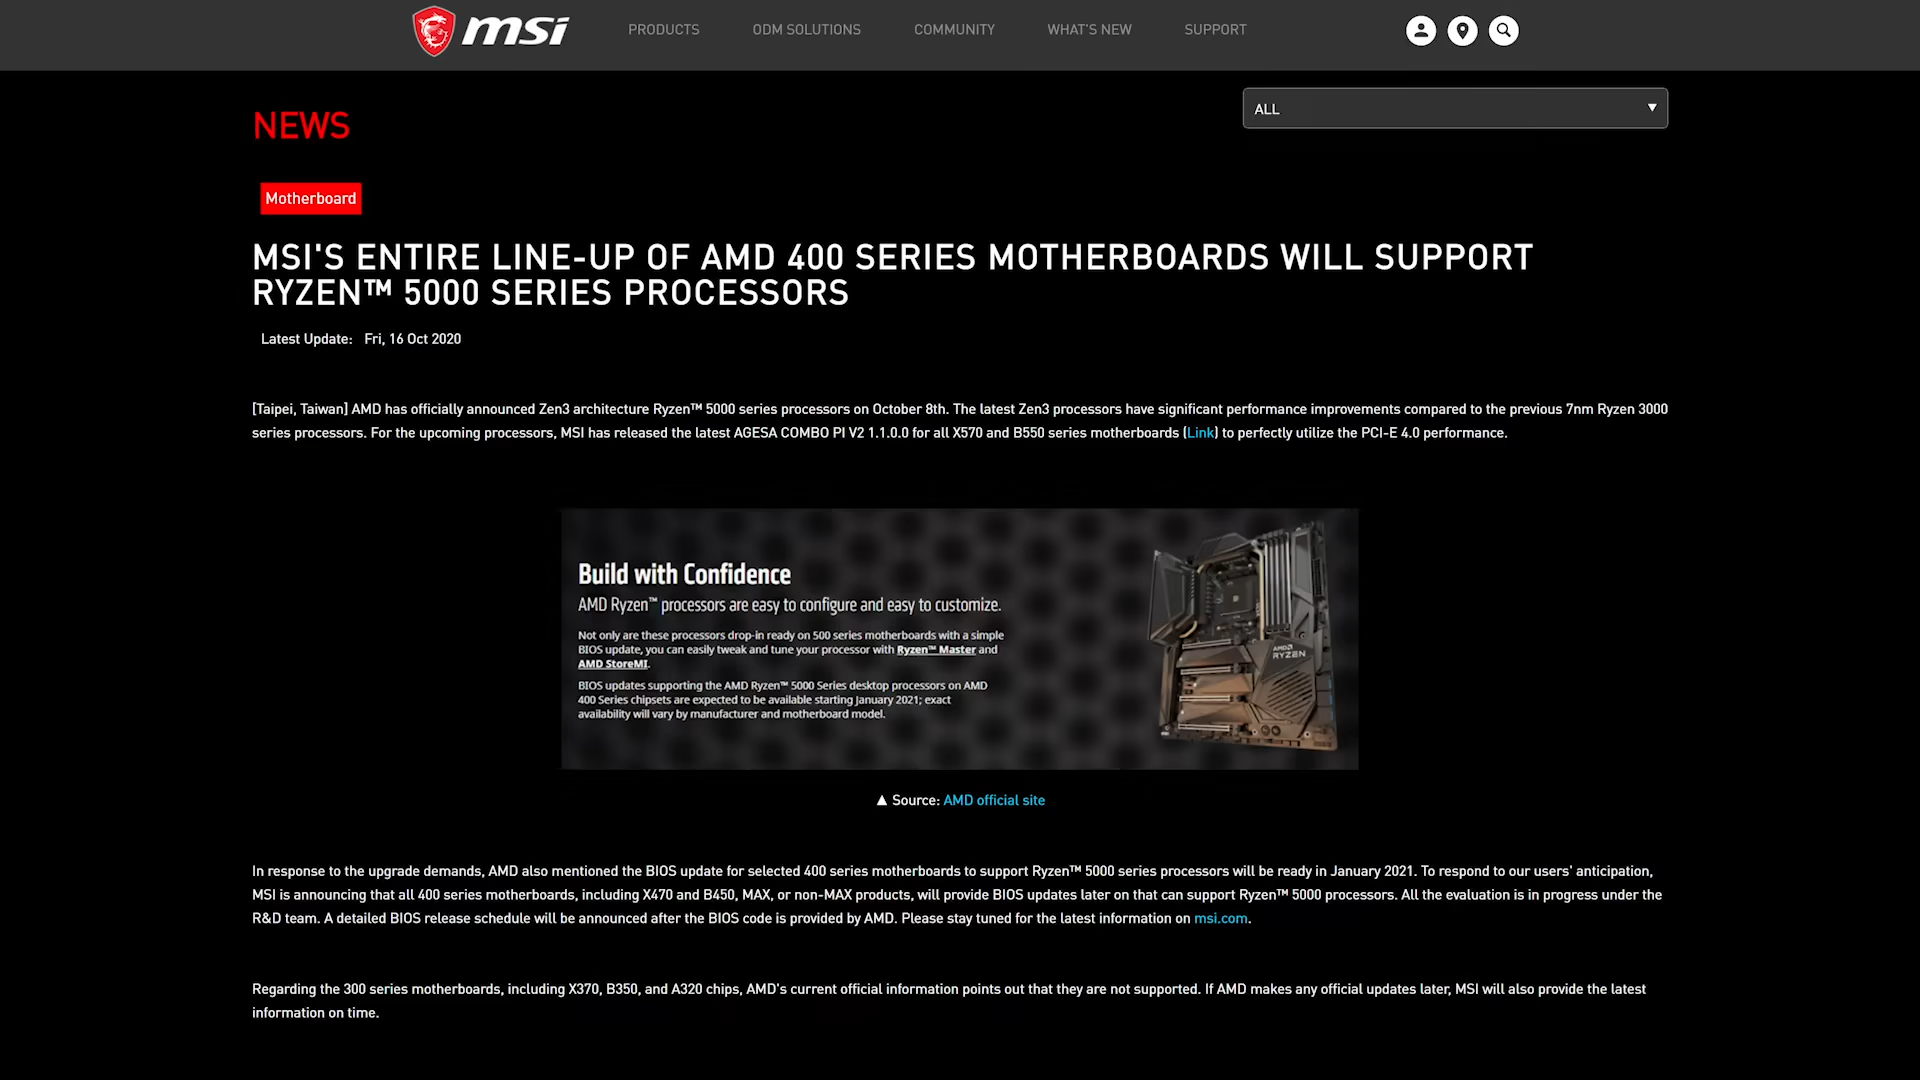 msi PRODUCTS ODM SOLUTIONS COMMUNITY WHAT'S NEW SUPPORT
ALL
NEWS
Motherboard
MSI'S ENTIRE LINE-UP OF AMD 400 SERIES MOTHERBOARDS WILL SUPPORT
RYZEN™ 5000 SERIES PROCESSORS
Latest Update: Fri, 16 Oct 2020
[Taipei, Taiwan] AMD has officially announced Zen3 architecture Ryzen™ 5000 series processors on October 8th. The latest Zen3 processors have significant performance improvements compared to the previous 7nm Ryzen 3000
series processors. For the upcoming processors, MSI has released the latest AGESA COMBO PI V2 1.1.0.0 for all X570 and B550 series motherboards (Link) to perfectly utilize the PCI-E 4.0 performance.
Build with Confidence
AMD Ryzen™ processors are easy to configure and easy to customize.
Not only are these processors drop-in ready on 500 series motherboards with a simple
BIOS update, you can easily tweak and tune your processor with Ryzen™ Master and
AMD StoreMI.
BIOS updates supporting the AMD Ryzen™ 5000 Series desktop processors on AMD
400 Series chipsets are expected to be available starting January 2021; exact
availability will vary by manufacturer and motherboard model.
AMD
RYZEN
▲ Source: AMD official site
In response to the upgrade demands, AMD also mentioned the BIOS update for selected 400 series motherboards to support Ryzen™ 5000 series processors will be ready in January 2021. To respond to our users' anticipation,
MSI is announcing that all 400 series motherboards, including X470 and B450, MAX, or non-MAX products, will provide BIOS updates later on that can support Ryzen™ 5000 processors. All the evaluation is in progress under the
R&D team. A detailed BIOS release schedule will be announced after the BIOS code is provided by AMD. Please stay tuned for the latest information on msi.com.
Regarding the 300 series motherboards, including X370, B350, and A320 chips, AMD's current official information points out that they are not supported. If AMD makes any official updates later, MSI will also provide the latest
information on time.